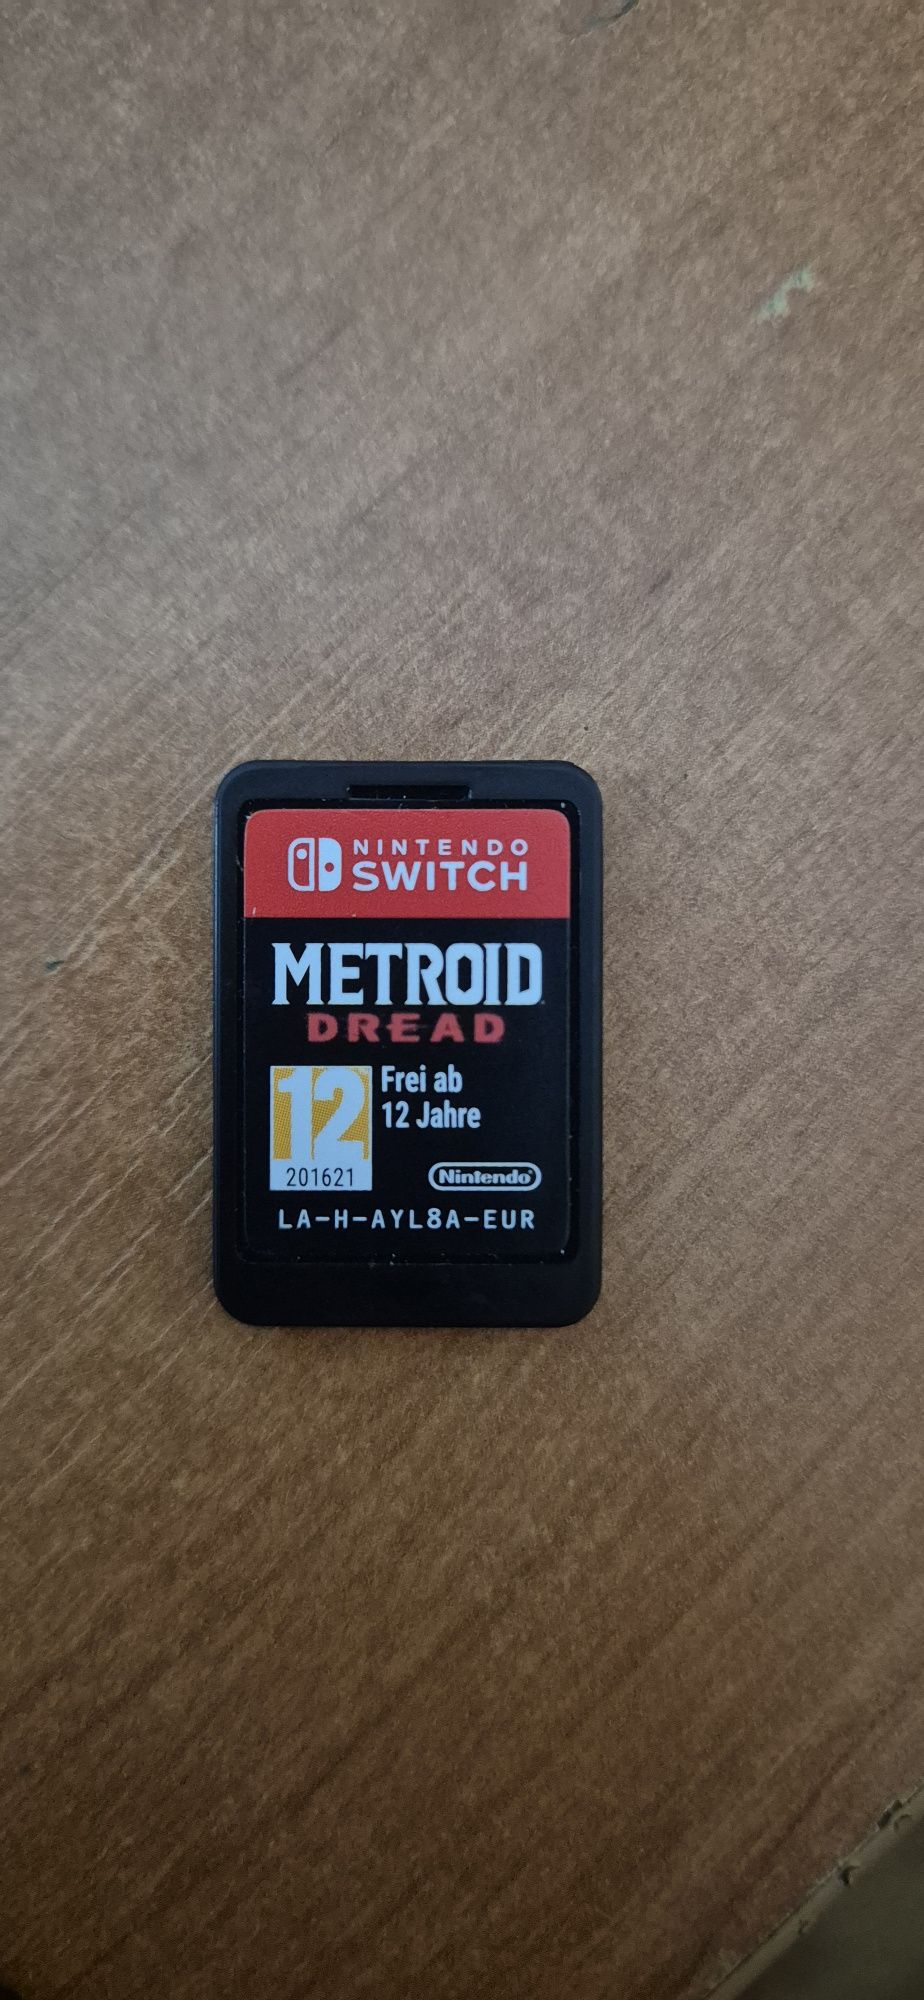 NINTENDO
SWITCH
METROID
DREAD
12
Frei ab
12 Jahre
201621
Nintendo
LA-H-AYL8A-EUR